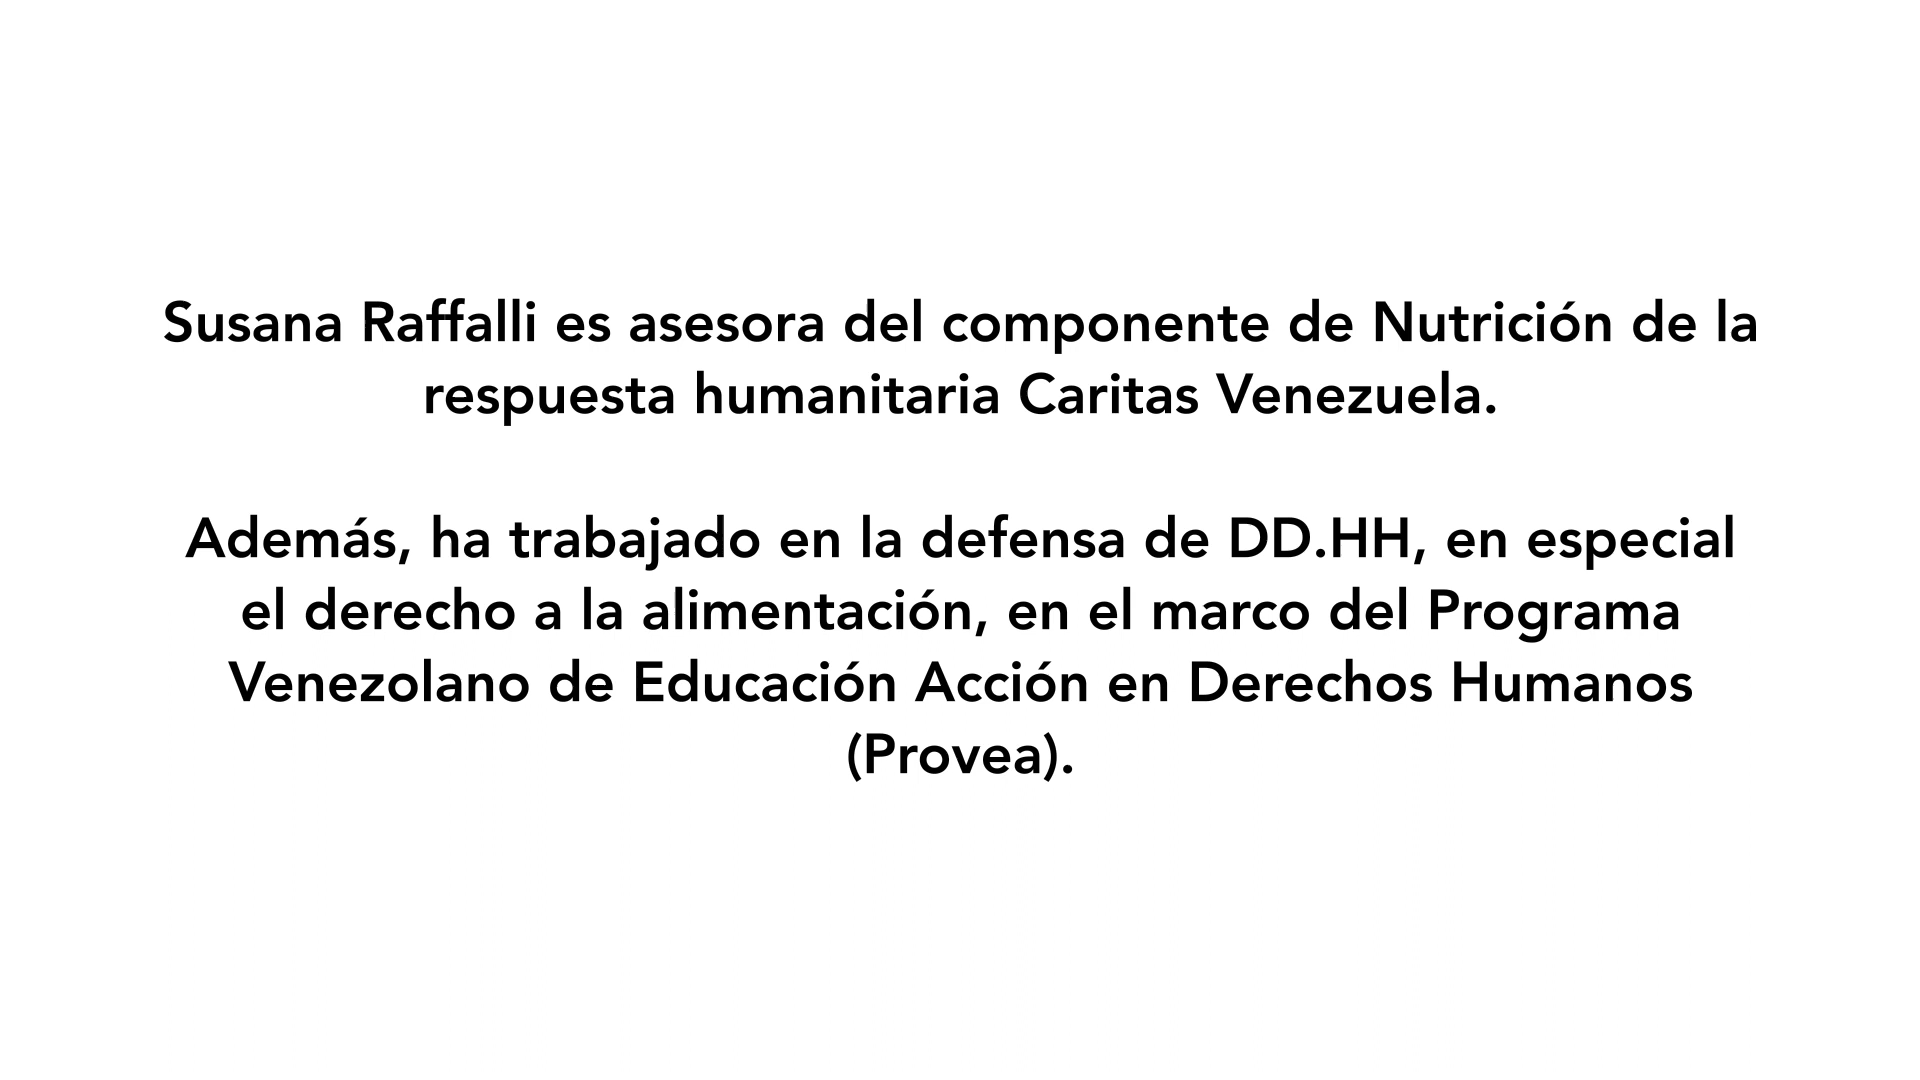 Susana Raffalli es asesora del componente de Nutrición de la
respuesta humanitaria Caritas Venezuela.
Además, ha trabajado en la defensa de DD.HH, en especial
el derecho a la alimentación, en el marco del Programa
Venezolano de Educación Acción en Derechos Humanos
(Provea).